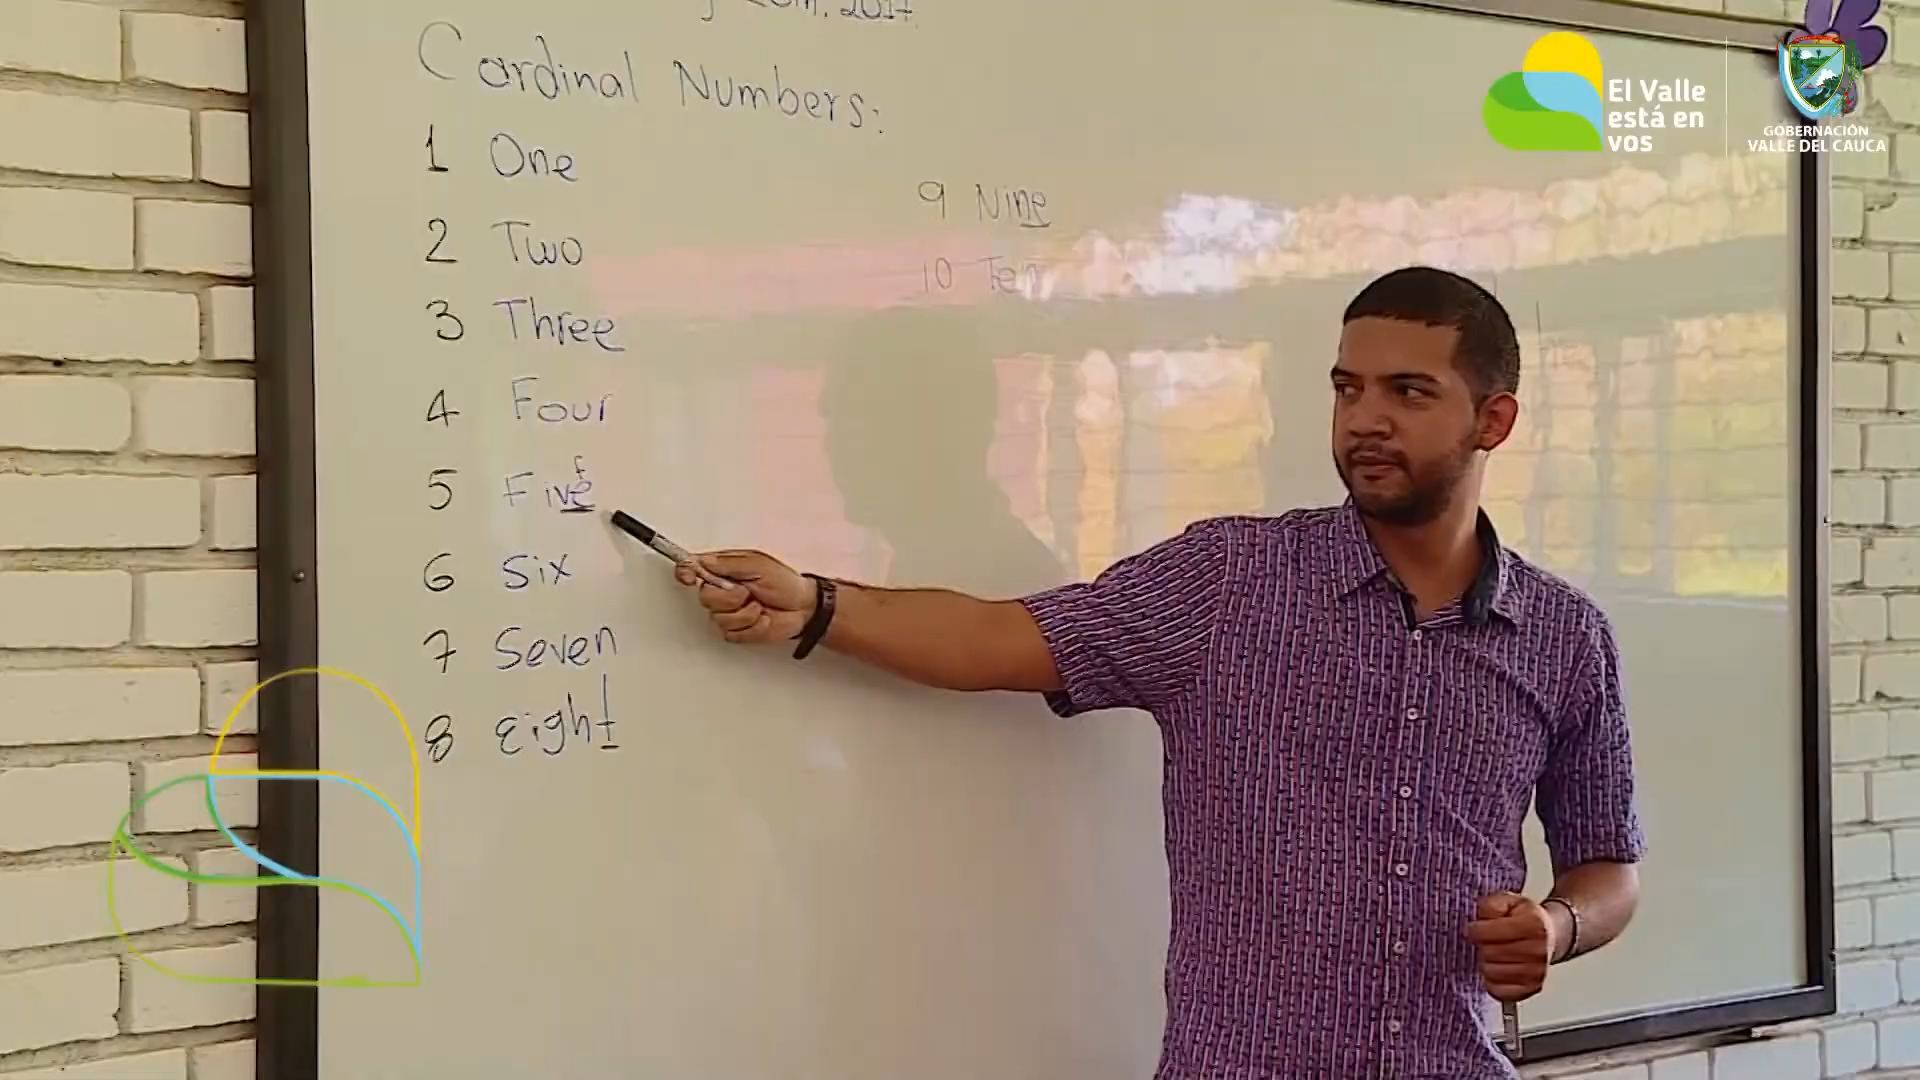 2017.
Cardinal Numbers:
1 One
2 Two
3 Three
4 Four
f
5 Five
6 Six
7 Seven
8 Eight
9 Nine
10 Ten
El Valle
está en
vos
GOBERNACIÓN
VALLE DEL CAUCA